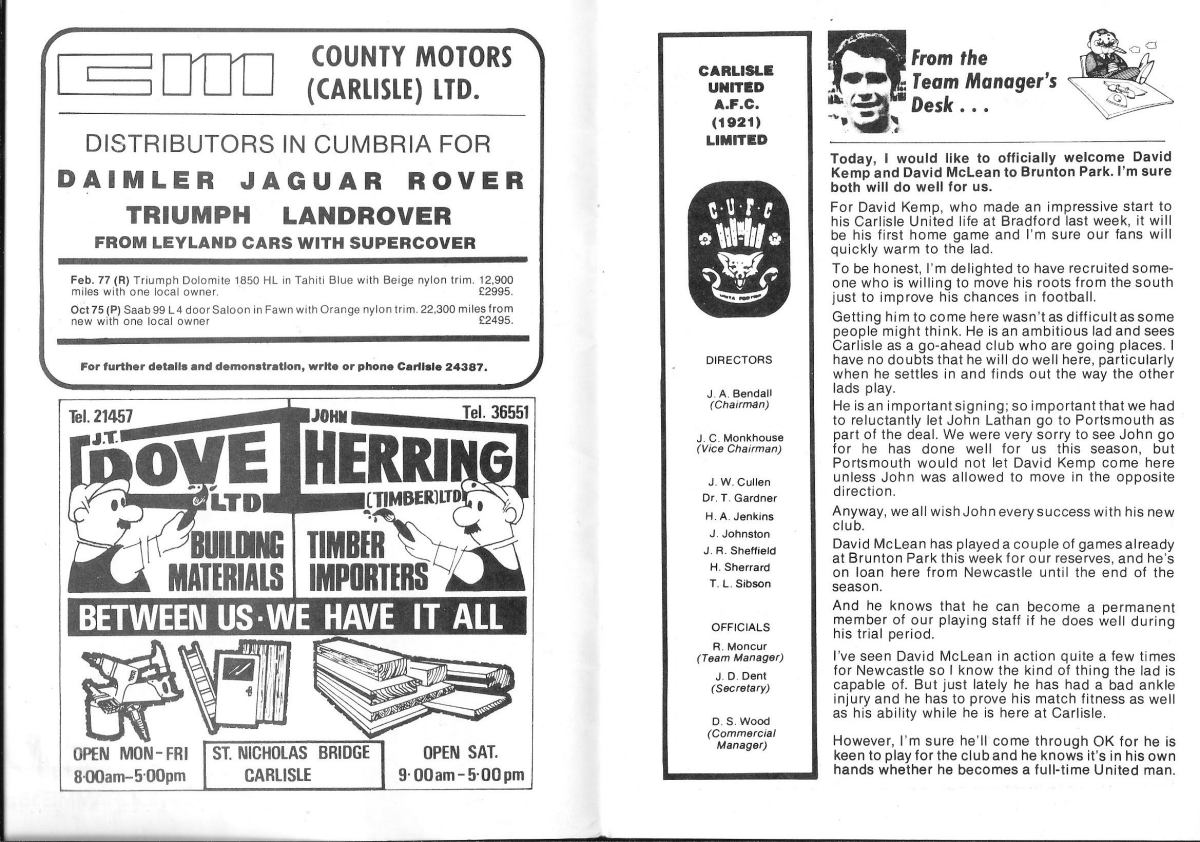 COUNTY MOTORS
(CARLISLE) LTD.
DISTRIBUTORS IN CUMBRIA FOR
DAIMLER JAGUAR ROVER
TRIUMPH LANDROVER
FROM LEYLAND CARS WITH SUPERCOVER
Feb. 77 (R) Triumph Dolomite 1850 HL in Tahiti Blue with Beige nylon trim. 12,900
miles with one local owner. £2995.
Oct 75 (P) Saab 99 L 4 door Saloon in Fawn with Orange nylon trim. 22,300 miles from
new with one local owner £2495.
For further details and demonstration, write or phone Carlisle 24387.
Tel. 21457
J.T.
DOVE
LTD
BUILDING
MATERIALS
Tel. 36551
JOHN
HERRING
(TIMBER)LTD
TIMBER
IMPORTERS
BETWEEN US·WE HAVE IT ALL
OPEN MON-FRI
8·00am-5·00pm
ST. NICHOLAS BRIDGE
CARLISLE
OPEN SAT.
9·00am-5·00pm
CARLISLE
UNITED
A.F.C.
(1921)
LIMITED
C·U·F·C
DIRECTORS
J. A. Bendall
(Chairman)
J. C. Monkhouse
(Vice Chairman)
J. W. Cullen
Dr. T. Gardner
H. A. Jenkins
J. Johnston
J. R. Sheffield
H. Sherrard
T. L. Sibson
OFFICIALS
R. Moncur
(Team Manager)
J. D. Dent
(Secretary)
D. S. Wood
(Commercial
Manager)
From the
Team Manager's
Desk . . .
Today, I would like to officially welcome David
Kemp and David McLean to Brunton Park. I'm sure
both will do well for us.
For David Kemp, who made an impressive start to
his Carlisle United life at Bradford last week, it will
be his first home game and I'm sure our fans will
quickly warm to the lad.
To be honest, I'm delighted to have recruited some-
one who is willing to move his roots from the south
just to improve his chances in football.
Getting him to come here wasn't as difficult as some
people might think. He is an ambitious lad and sees
Carlisle as a go-ahead club who are going places. I
have no doubts that he will do well here, particularly
when he settles in and finds out the way the other
lads play.
He is an important signing; so important that we had
to reluctantly let John Lathan go to Portsmouth as
part of the deal. We were very sorry to see John go
for he has done well for us this season, but
Portsmouth would not let David Kemp come here
unless John was allowed to move in the opposite
direction.
Anyway, we all wish John every success with his new
club.
David McLean has played a couple of games already
at Brunton Park this week for our reserves, and he's
on loan here from Newcastle until the end of the
season.
And he knows that he can become a permanent
member of our playing staff if he does well during
his trial period.
I've seen David McLean in action quite a few times
for Newcastle so I know the kind of thing the lad is
capable of. But just lately he has had a bad ankle
injury and he has to prove his match fitness as well
as his ability while he is here at Carlisle.
However, I'm sure he'll come through OK for he is
keen to play for the club and he knows it's in his own
hands whether he becomes a full-time United man.